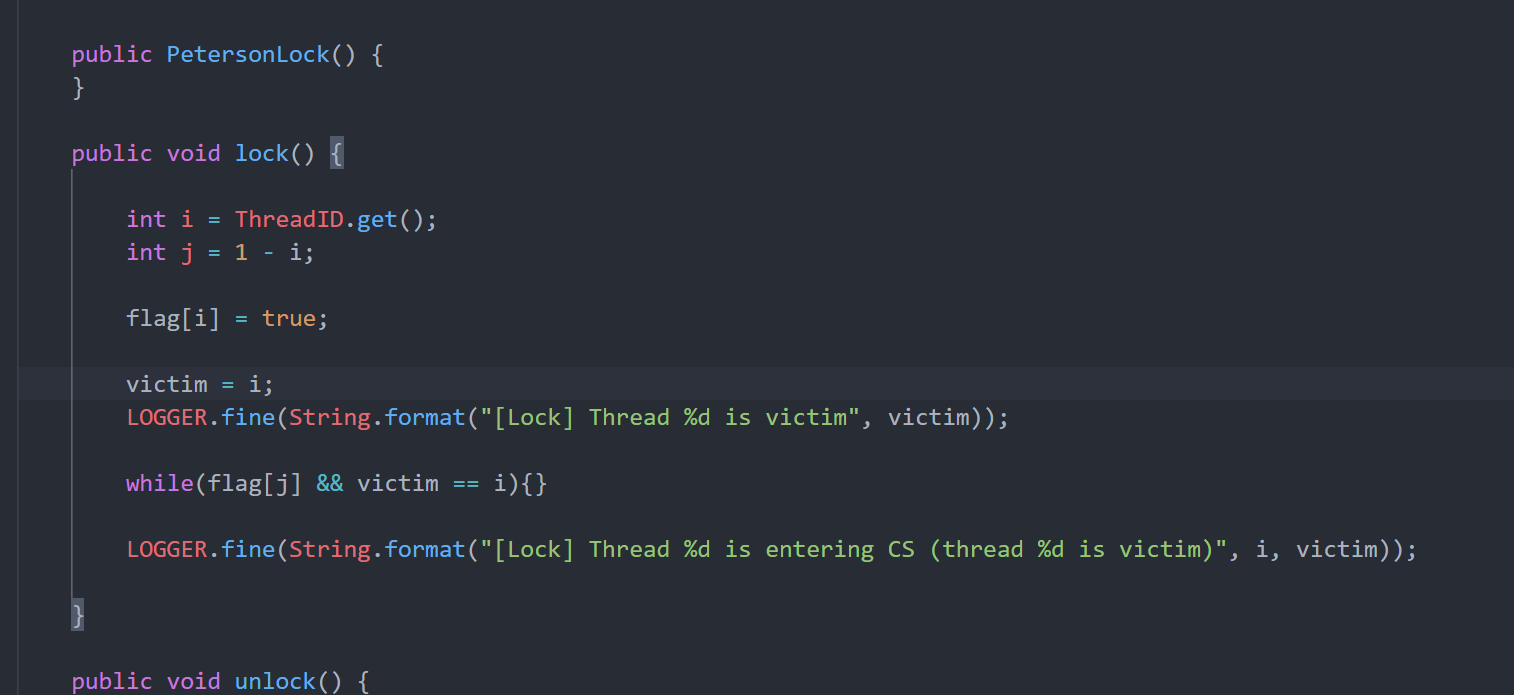 public PetersonLock() {
}
public void lock() {
int i = ThreadID.get();
int j = 1 - i;
flag[i] = true;
victim = i;
LOGGER.fine(String.format("[Lock] Thread %d is victim", victim));
while(flag[j] && victim == i){}
LOGGER.fine(String.format("[Lock] Thread %d is entering CS (thread %d is victim)", i, victim));
}
public void unlock() {